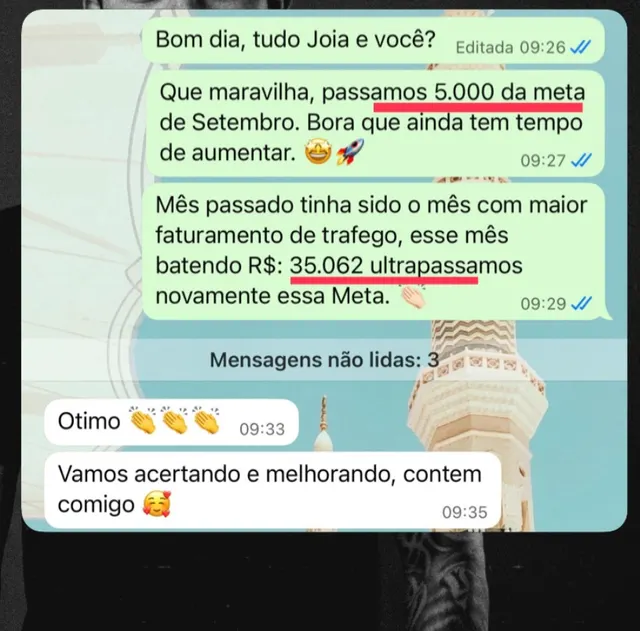 Bom dia, tudo Joia e você? Editada 09:26
Que maravilha, passamos 5.000 da meta
de Setembro. Bora que ainda tem tempo
de aumentar. 🤩🚀 09:27
Mês passado tinha sido o mês com maior
faturamento de trafego, esse mês
batendo R$: 35.062 ultrapassamos
novamente essa Meta. 👏🏻 09:29
Mensagens não lidas: 3
Otimo 👏👏👏 09:33
Vamos acertando e melhorando, contem
comigo 🥰 09:35